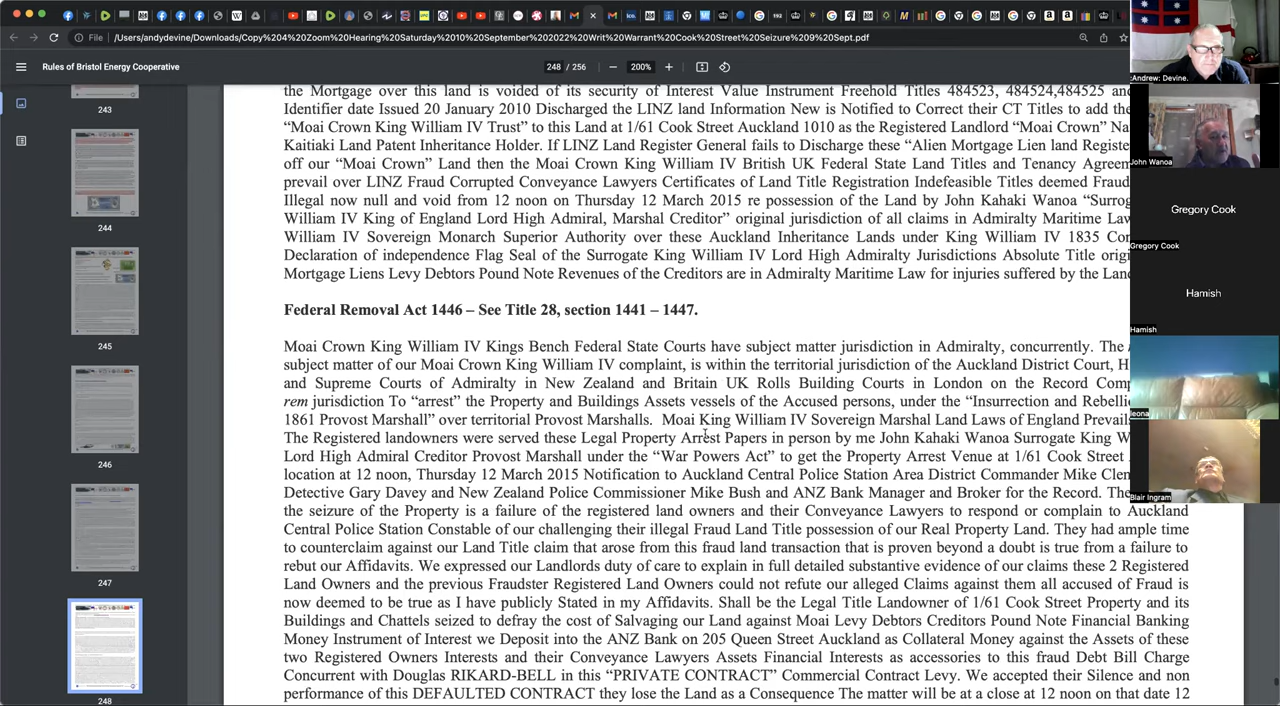 File
/Users/andydevine/Downloads/Copy%204%20Zoom%20Hearing%20Saturday
%202022%20Writ%20Warrant%20Cook%20Street%20Seizure%209%20Sept.pdf
Rules of Bristol Energy Cooperative
248 / 256
200%
243
244
245
246
247
248
the Mortgage over the land is voided of its security of Interest Value Instrument Freehold Titles 484523, 484524,484525 and
Identifier date Issued 20 January 2010 Discharged the LINZ land Information New is Notified to Correct their CT Titles to add the
“Moai Crown King William IV Trust” to the Land at 1/61 Cook Street Auckland 1010 as the Registered Landlord “Moai Crown” Na
Kaitiaki Land Patent Inheritance Holder. If LINZ Land Register General fails to Discharge these “Alien Mortgage Lien land Registe
off our “Moai Crown” Land then the Moai Crown King William IV British UK Federal State Land Titles and Tenancy Agreem
prevail over LINZ Fraud Corrupted Conveyance Lawyers Certificates of Land Title Registration Indefeasible Titles deemed Fraud
Illegal now null and void from 12 noon on Thursday 12 March 2015 re possession of the Land by John Kahaki Wanoa “Surrog
William IV King of England Lord High Admiral, Marshal Creditor” original jurisdiction of all claims in Admiralty Maritime Law
William IV Sovereign Monarch Superior Authority over these Auckland Inheritance Lands under King William IV 1835 Con
Declaration of independence Flag Seal the Surrogate King William IV Lord High Admiralty Jurisdictions Absolute Title origi
Mortgage Liens Levy Debtors Pound Note Revenues of the Creditors are in Admiralty Maritime Law for injuries suffered by the Land
Federal Removal Act 1446 – See Title 28, section 1441 – 1447.
Moai Crown King William IV Kings Bench Federal State Courts have subject matter jurisdiction in Admiralty, concurrently. The
subject matter of our Moai Crown King William IV complaint, is within the territorial jurisdiction of the Auckland District Court, H
and Supreme Courts of Admiralty in New Zealand and Britain UK Rolls Building Courts in London on the Record Comp
rem jurisdiction To “arrest” the Property and Buildings Assets vessels of the Accused persons, under the “Insurrection and Rebellio
1861 Provost Marshall” over territorial Provost Marshalls. Moai King William IV Sovereign Marshal Land Laws of England Prevails
The Registered landowners were served the Legal Property Arrest Papers in person by me John Kahaki Wanoa Surrogate King W
Lord High Admiral Creditor Provost Marshall under the “War Powers Act” to get the Property Arrest Venue at 1/61 Cook Street
location at 12 noon, Thursday 12 March 2015 Notification to Auckland Central Police Station Area District Commander Mike Clem
Detective Gary Davey and New Zealand Police Commissioner Mike Bush and ANZ Bank Manager and Broker for the Record. The
the seizure of the Property is a failure of the registered land owners and their Conveyance Lawyers to respond or complain to Auckland
Central Police Station Constable of our challenging their illegal Fraud Land Title possession of our Real Property Land. They had ample time
to counterclaim against our Land Title claim that arose from this fraud land transaction that is proven beyond a doubt is true from a failure to
rebut our Affidavits. We expressed our Landlords duty of care to explain in full detailed substantive evidence of our claims these 2 Registered
Land Owners and the previous Fraudster Registered Land Owners could not refute our alleged Claims against them all accused of Fraud is
now deemed to be true as I have publicly Stated in my Affidavits. Shall be the Legal Title Landowner of 1/61 Cook Street Property and its
Buildings and Chattels seized to defray the cost of Salvaging our Land against Moai Levy Debtors Creditors Pound Note Financial Banking
Money Instrument of Interest we Deposit into the ANZ Bank on 205 Queen Street Auckland as Collateral Money against the Assets of these
two Registered Owners Interests and their Conveyance Lawyers Assets Financial Interests as accessories to this fraud Debt Bill Charge
Concurrent with Douglas RIKARD-BELL in this “PRIVATE CONTRACT” Commercial Contract Levy. We accepted their Silence and non
performance of this DEFAULTED CONTRACT they lose the Land as a Consequence The matter will be at a close at 12 noon on that date 12
:Andrew: Devine.
John Wanoa
Gregory Cook
Gregory Cook
Hamish
Hamish
leona
Blair Ingram